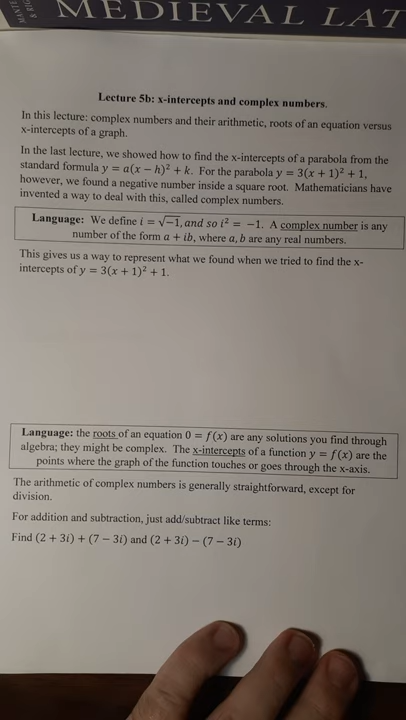 MEDIEVAL LAT
Lecture 5b: x-intercepts and complex numbers.
In this lecture: complex numbers and their arithmetic, roots of an equation versus
x-intercepts of a graph.
In the last lecture, we showed how to find the x-intercepts of a parabola from the
standard formula y = a(x − h)² + k. For the parabola y = 3(x + 1)² + 1,
however, we found a negative number inside a square root. Mathematicians have
invented a way to deal with this, called complex numbers.
Language: We define i = √−1, and so i² = −1. A complex number is any
number of the form a + ib, where a, b are any real numbers.
This gives us a way to represent what we found when we tried to find the x-
intercepts of y = 3(x + 1)² + 1.
Language: the roots of an equation 0 = f(x) are any solutions you find through
algebra; they might be complex. The x-intercepts of a function y = f(x) are the
points where the graph of the function touches or goes through the x-axis.
The arithmetic of complex numbers is generally straightforward, except for
division.
For addition and subtraction, just add/subtract like terms:
Find (2 + 3i) + (7 − 3i) and (2 + 3i) − (7 − 3i)